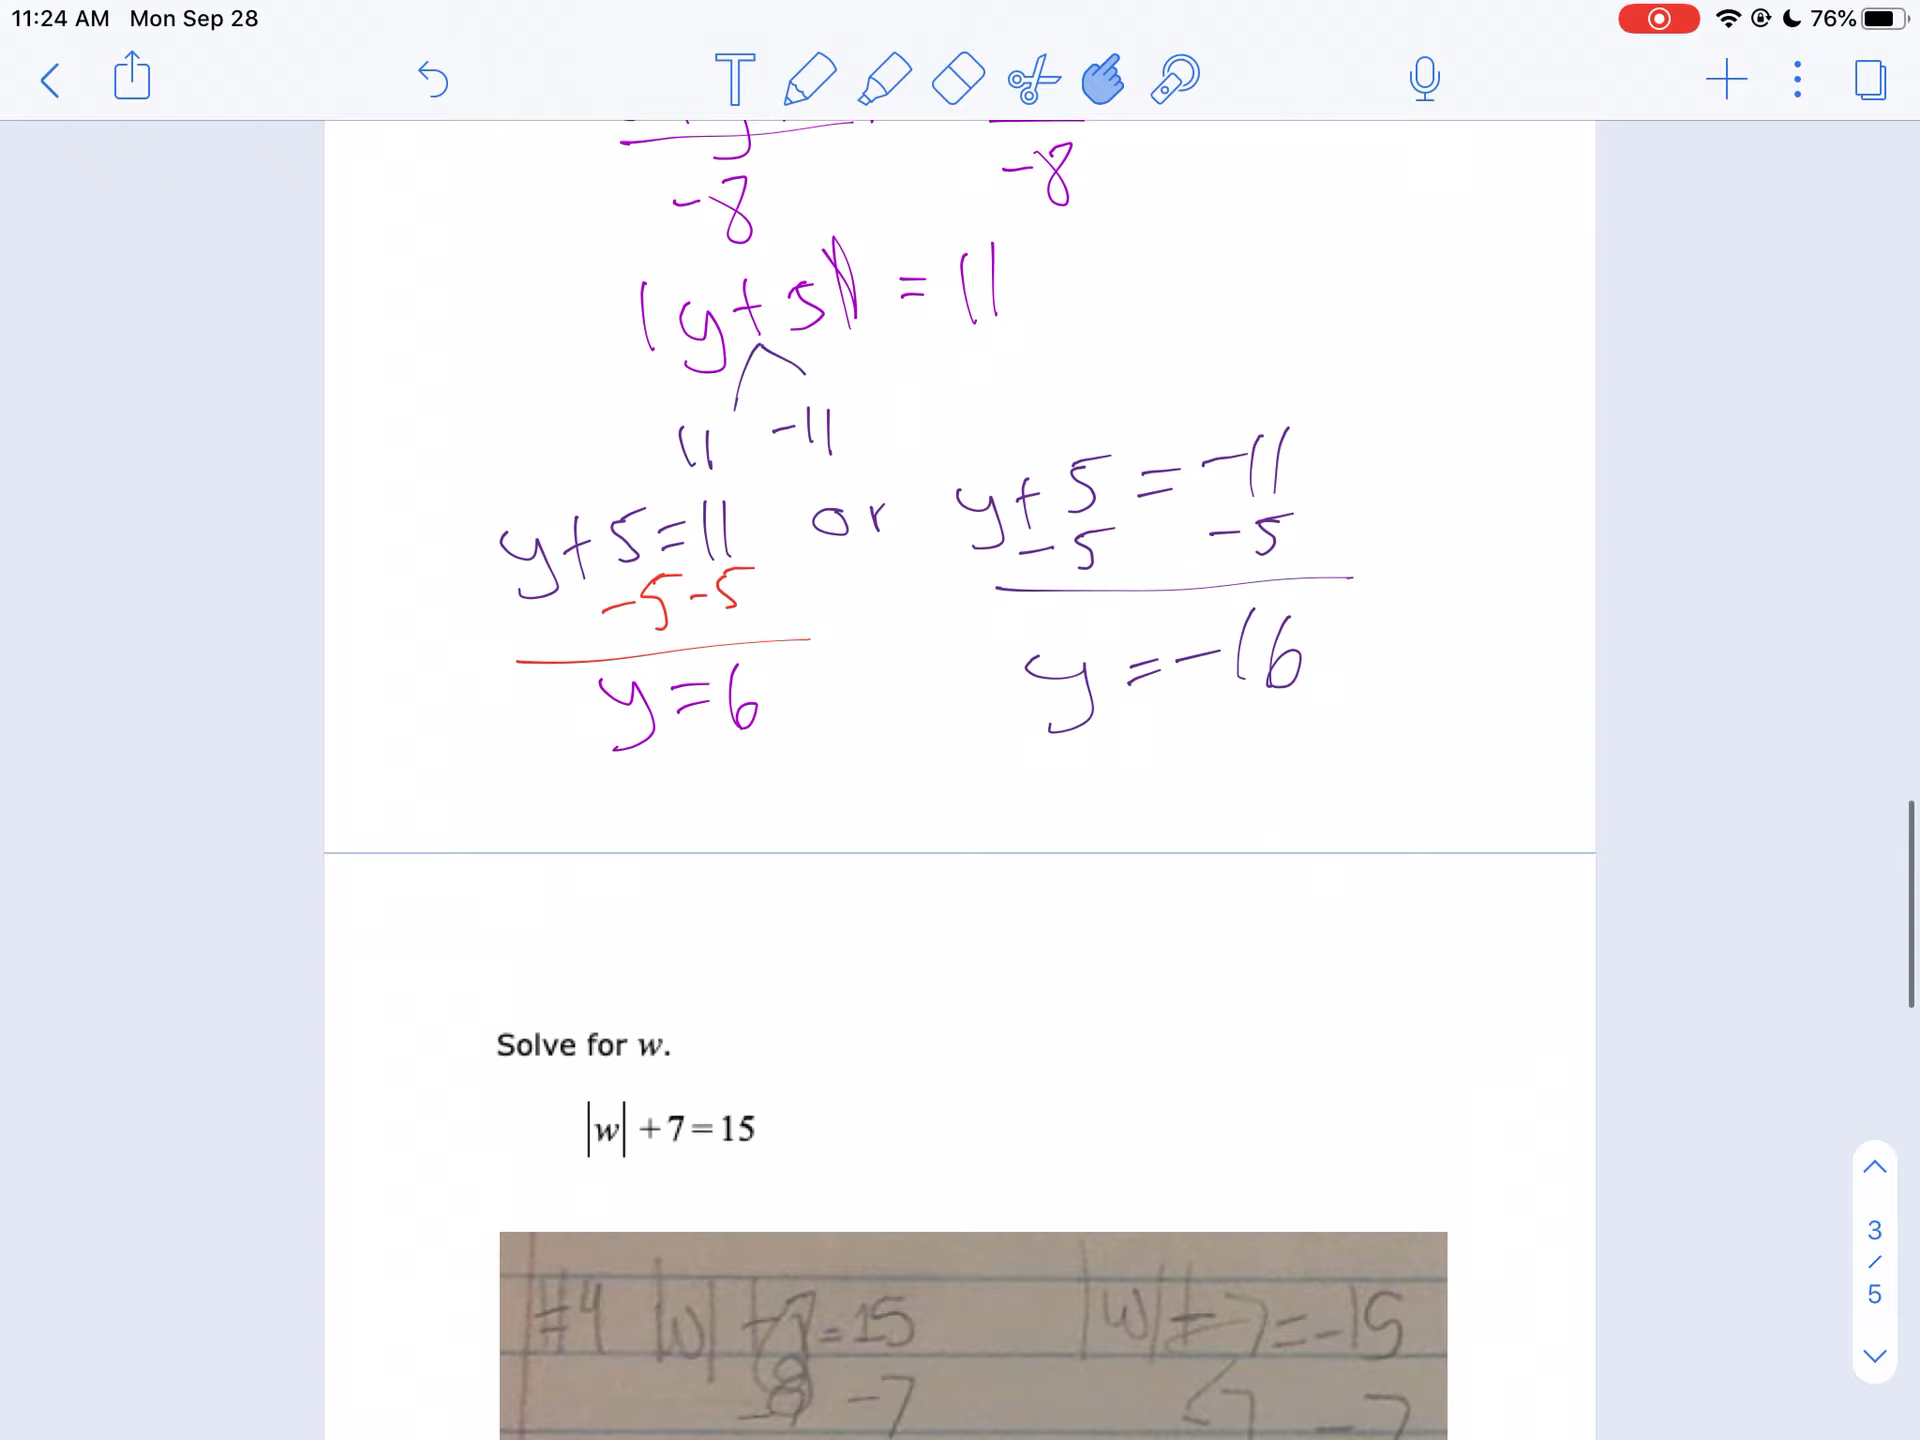 11:24 AM Mon Sep 28
76%
-8 -8
|y+5| = 11
11 -11
y+5=11 or y+5=-11
-5 -5 -5 -5
y=6 y=-16
Solve for w.
|w| +7=15
#4 |w| +7=15 |w|+7=-15
-7 -7 -7
3
/
5